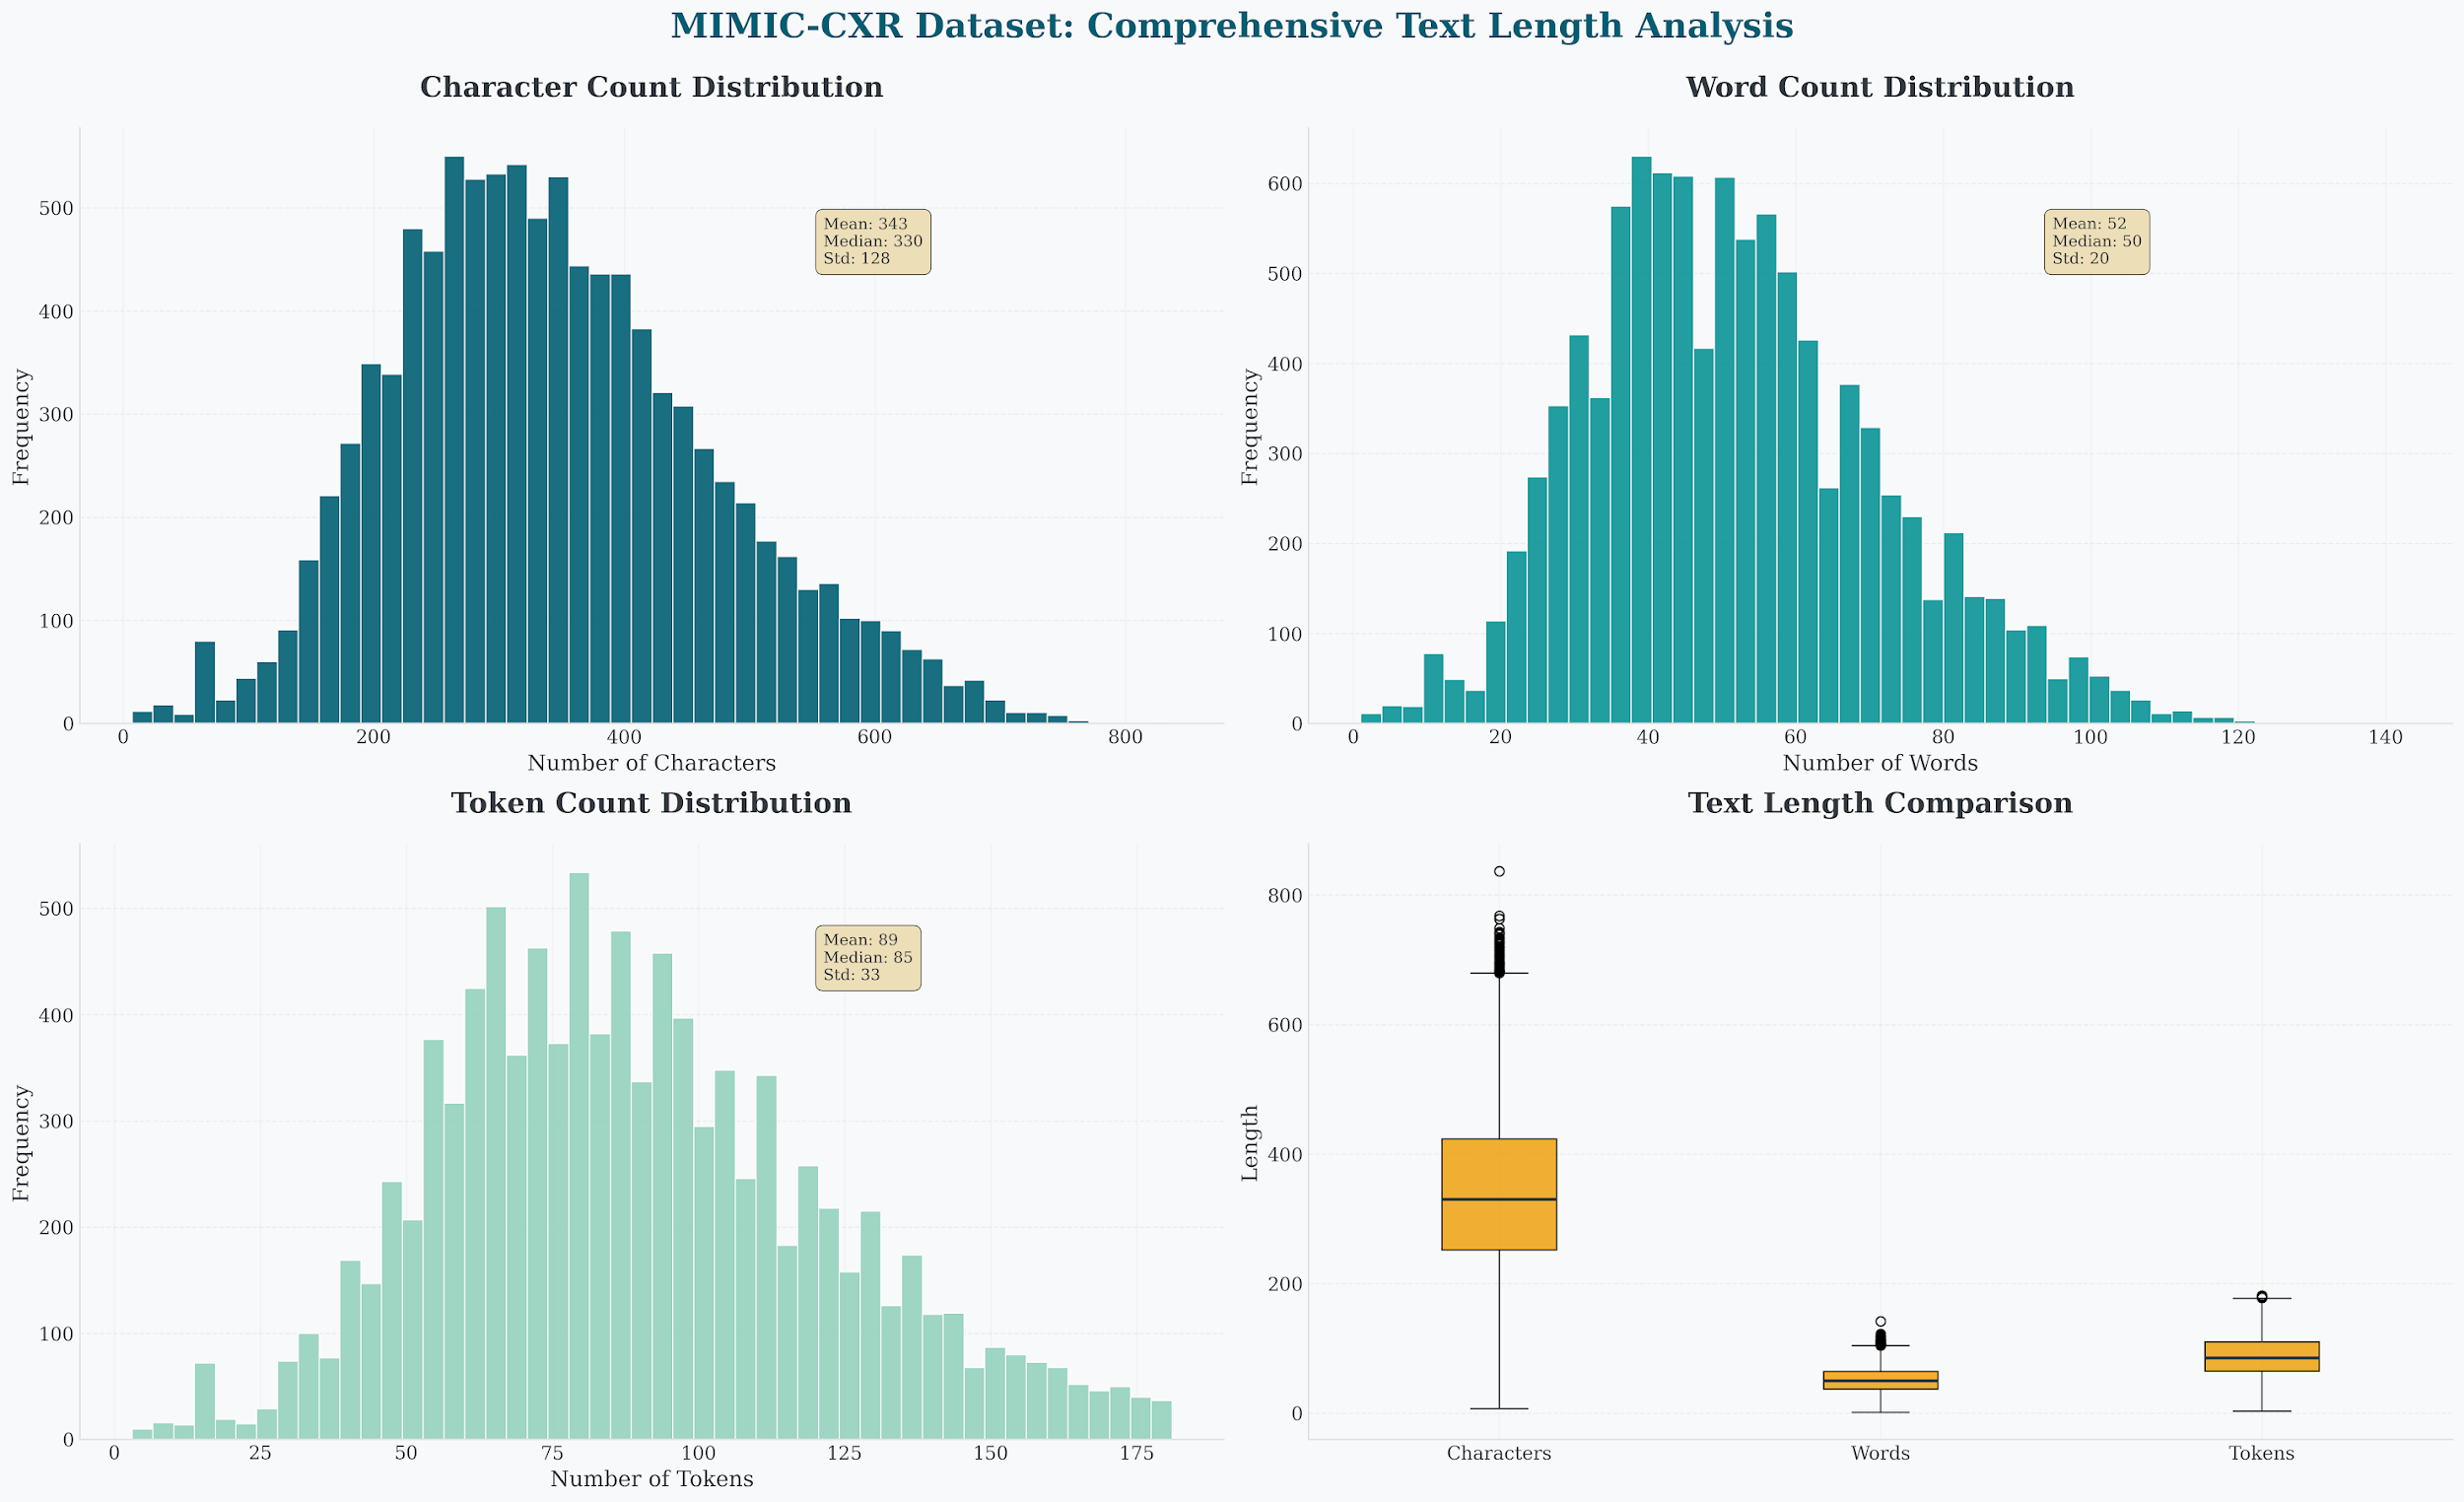 MIMIC-CXR Dataset: Comprehensive Text Length Analysis
Character Count Distribution
Frequency
500
400
300
200
100
0
Mean: 343
Median: 330
Std: 128
0 200 400 600 800
Number of Characters
Word Count Distribution
Frequency
600
500
400
300
200
100
0
Mean: 52
Median: 50
Std: 20
0 20 40 60 80 100 120 140
Number of Words
Token Count Distribution
Frequency
500
400
300
200
100
0
Mean: 89
Median: 85
Std: 33
0 25 50 75 100 125 150 175
Number of Tokens
Text Length Comparison
Length
800
600
400
200
0
Characters Words Tokens